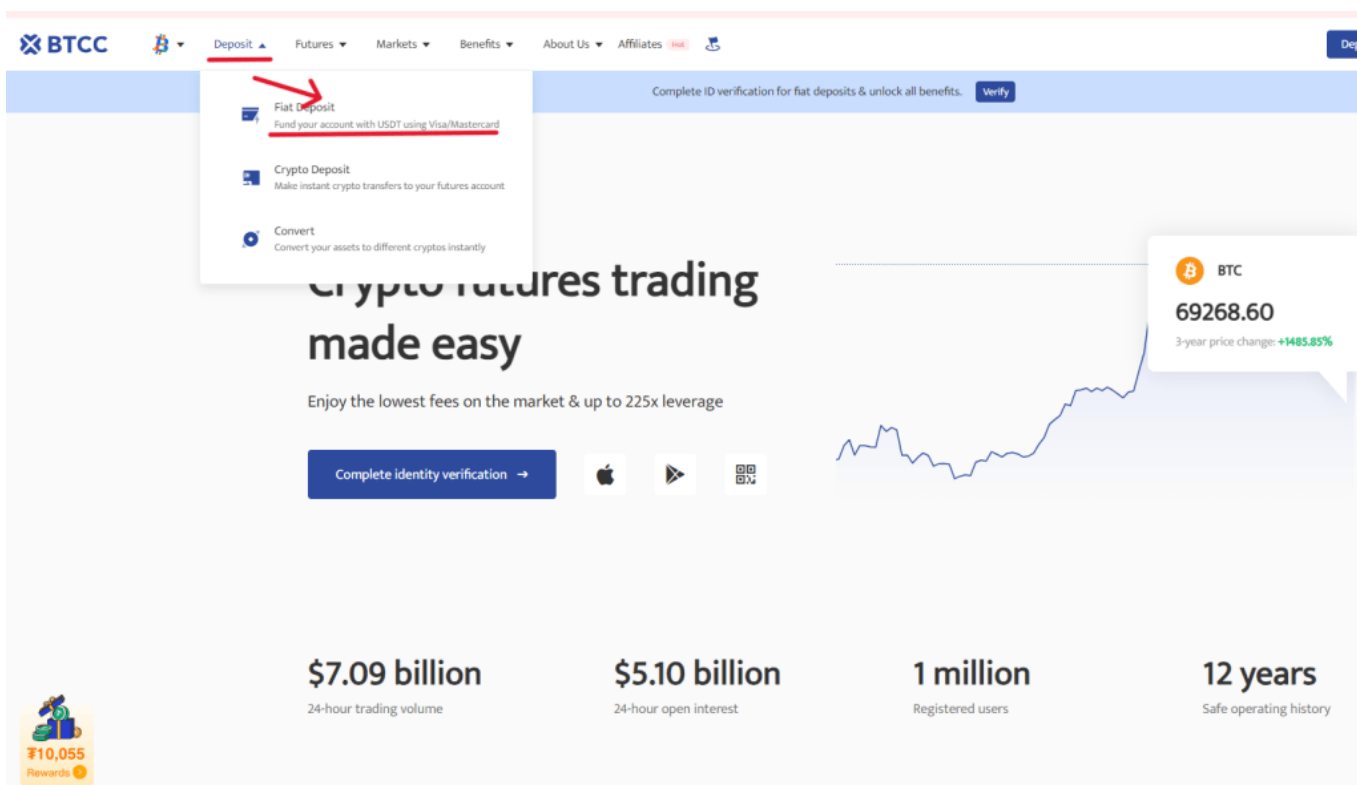 BTCC
Deposit
Futures
Markets
Benefits
About Us
Affiliates
Hot
Complete ID verification for fiat deposits & unlock all benefits.
Verify
Fiat Deposit
Fund your account with USDT using Visa/Mastercard
Crypto Deposit
Make instant crypto transfers to your futures account
Convert
Convert your assets to different cryptos instantly
Crypto futures trading
made easy
Enjoy the lowest fees on the market & up to 225x leverage
Complete identity verification →
BTC
69268.60
3-year price change: +1485.85%
$7.09 billion
24-hour trading volume
$5.10 billion
24-hour open interest
1 million
Registered users
12 years
Safe operating history
₮10,055
Rewards